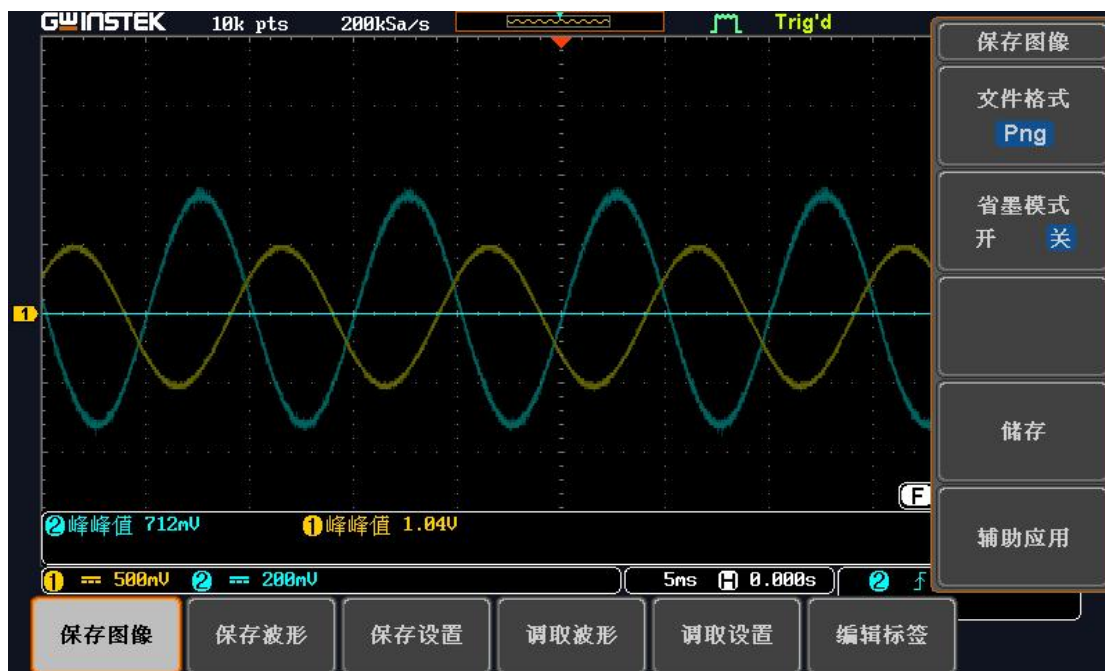 GWINSTEK 10k pts 200kSa/s Trig'd
保存图像
文件格式
Png
省墨模式
开 关
1
储存
F
辅助应用
2峰峰值 712mV 1峰峰值 1.04V
1 500mV 2 200mV 5ms H 0.000s 2
保存图像 保存波形 保存设置 调取波形 调取设置 编辑标签